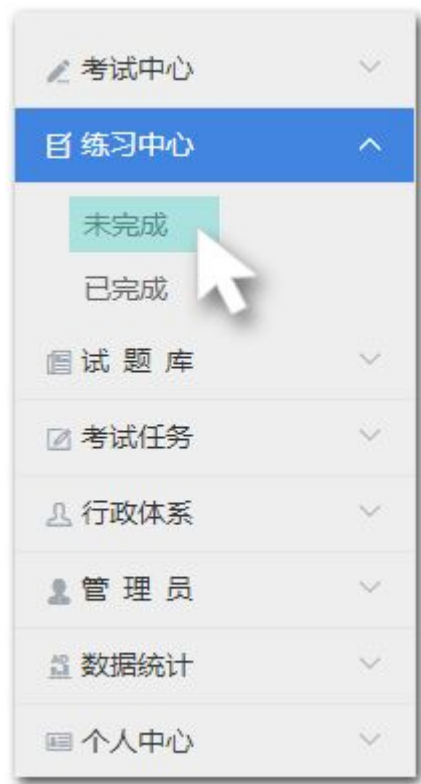 考试中心
练习中心
未完成
已完成
试 题 库
考试任务
行政体系
管 理 员
数据统计
个人中心